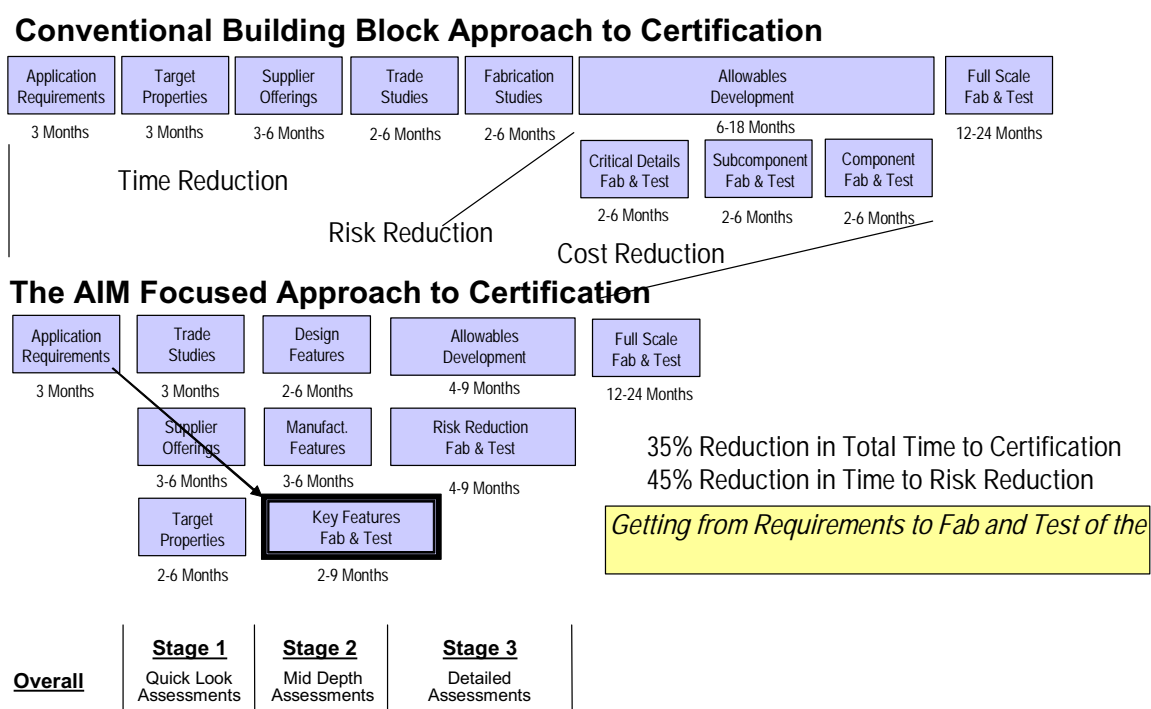 Conventional Building Block Approach to Certification
Application
Requirements
3 Months
Target
Properties
3 Months
Supplier
Offerings
3-6 Months
Trade
Studies
2-6 Months
Fabrication
Studies
2-6 Months
Allowables
Development
6-18 Months
Full Scale
Fab & Test
12-24 Months
Critical Details
Fab & Test
2-6 Months
Subcomponent
Fab & Test
2-6 Months
Component
Fab & Test
2-6 Months
Time Reduction
Risk Reduction
Cost Reduction
The AIM Focused Approach to Certification
Application
Requirements
3 Months
Trade
Studies
3 Months
Design
Features
2-6 Months
Allowables
Development
4-9 Months
Full Scale
Fab & Test
12-24 Months
Supplier
Offerings
3-6 Months
Manufact.
Features
3-6 Months
Risk Reduction
Fab & Test
4-9 Months
Target
Properties
2-6 Months
Key Features
Fab & Test
2-9 Months
35% Reduction in Total Time to Certification
45% Reduction in Time to Risk Reduction
Getting from Requirements to Fab and Test of the
Overall
Stage 1
Quick Look
Assessments
Stage 2
Mid Depth
Assessments
Stage 3
Detailed
Assessments